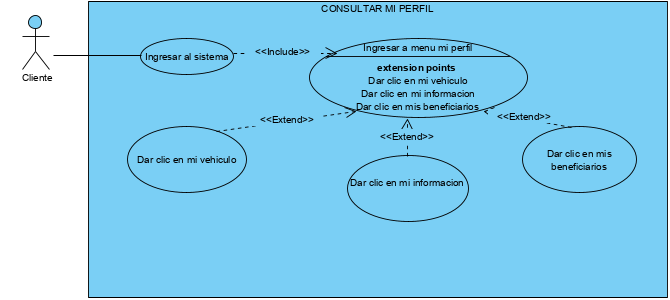 CONSULTAR MI PERFIL
Cliente
Ingresar al sistema
<<Include>>
Ingresar a menu mi perfil
extension points
Dar clic en mi vehiculo
Dar clic en mi informacion
Dar clic en mis beneficiarios
<<Extend>>
<<Extend>>
<<Extend>>
Dar clic en mi vehiculo
Dar clic en mi informacion
Dar clic en mis
beneficiarios